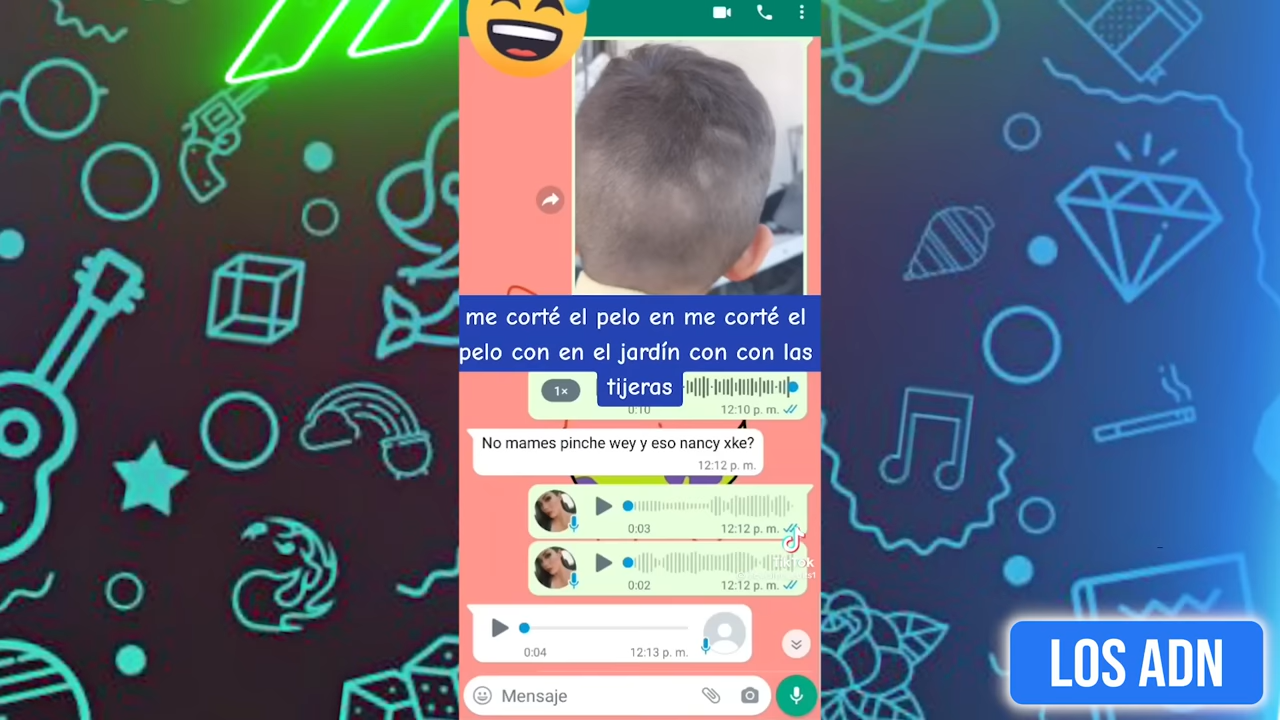 me corté el pelo en me corté el
pelo con en el jardín con con las
tijeras
1×
0:10
12:10 p. m.
No mames pinche wey y eso nancy xke?
12:12 p. m.
0:03
12:12 p. m.
TikTok
0:02
12:12 p. m.
0:04
12:13 p. m.
Mensaje
LOS ADN